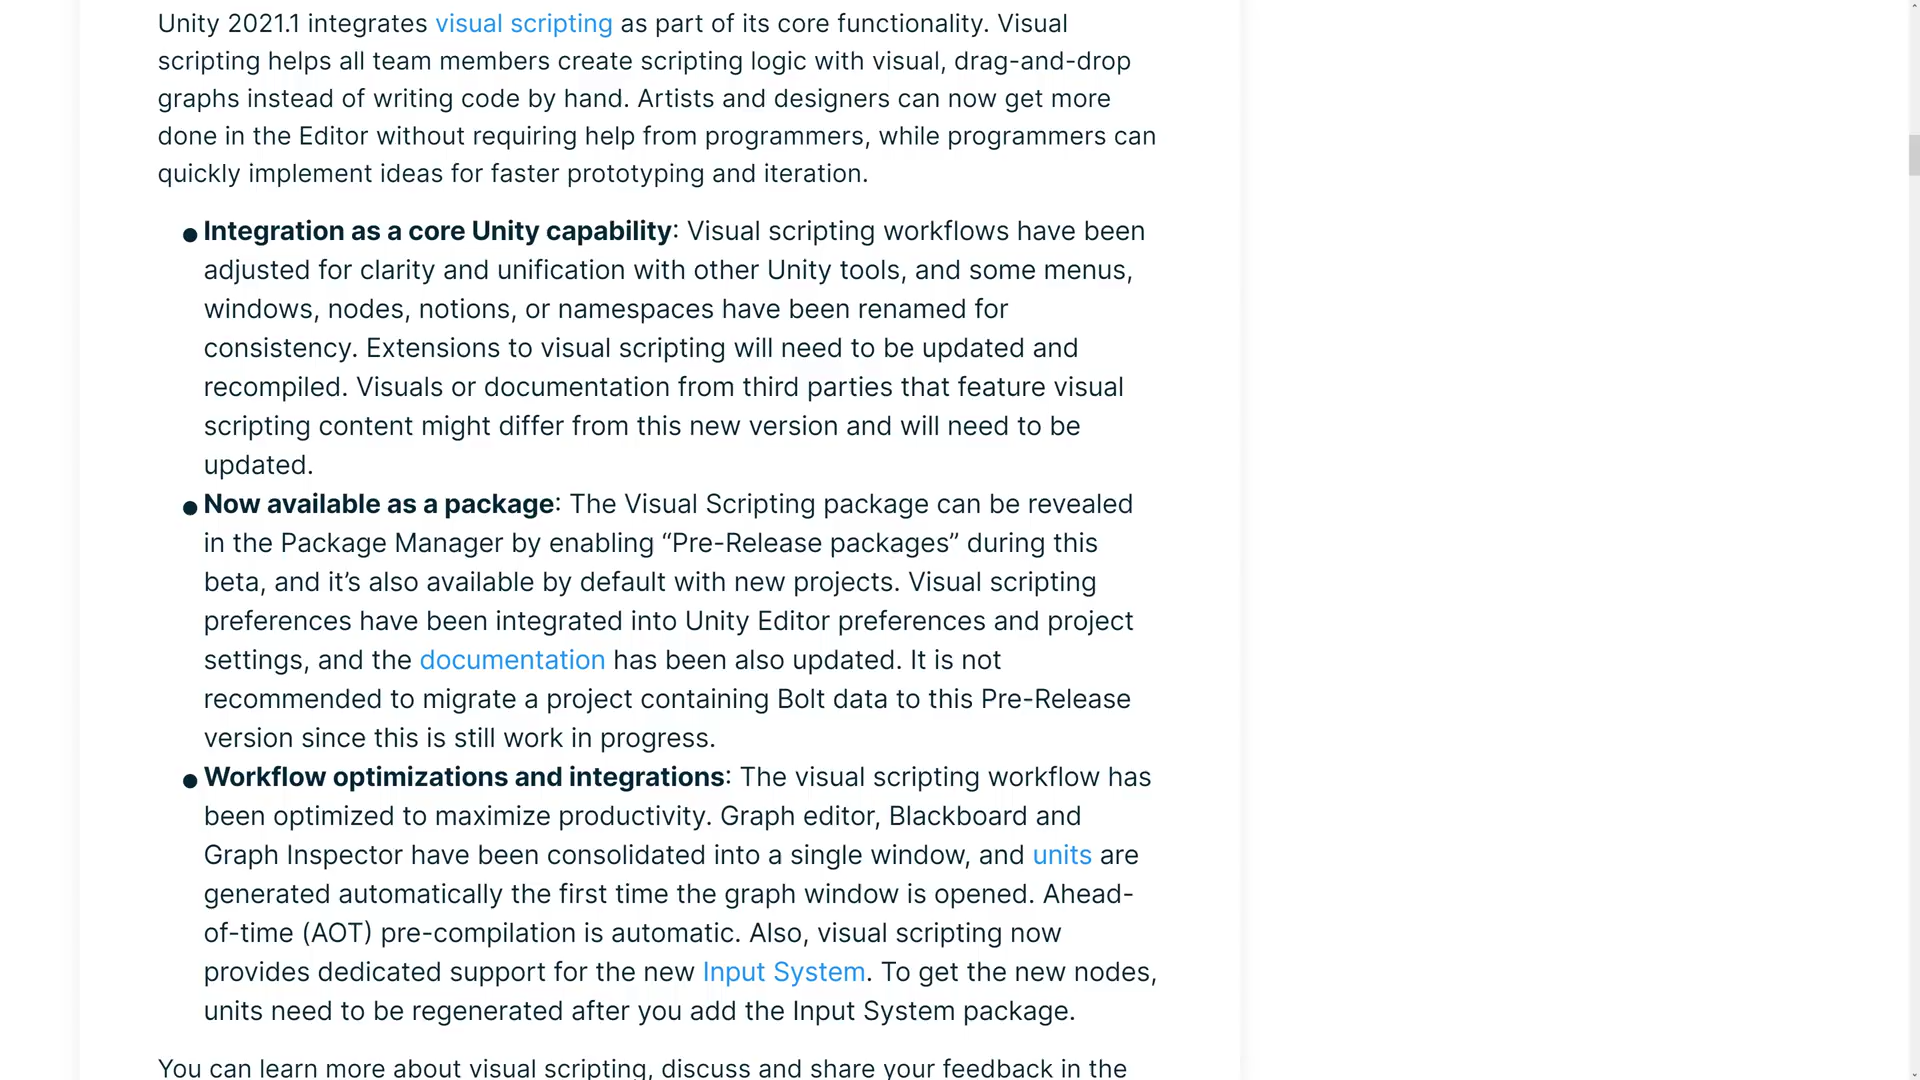 Unity 2021.1 integrates visual scripting as part of its core functionality. Visual
scripting helps all team members create scripting logic with visual, drag-and-drop
graphs instead of writing code by hand. Artists and designers can now get more
done in the Editor without requiring help from programmers, while programmers can
quickly implement ideas for faster prototyping and iteration.
● Integration as a core Unity capability: Visual scripting workflows have been
adjusted for clarity and unification with other Unity tools, and some menus,
windows, nodes, notions, or namespaces have been renamed for
consistency. Extensions to visual scripting will need to be updated and
recompiled. Visuals or documentation from third parties that feature visual
scripting content might differ from this new version and will need to be
updated.
● Now available as a package: The Visual Scripting package can be revealed
in the Package Manager by enabling “Pre-Release packages” during this
beta, and it’s also available by default with new projects. Visual scripting
preferences have been integrated into Unity Editor preferences and project
settings, and the documentation has been also updated. It is not
recommended to migrate a project containing Bolt data to this Pre-Release
version since this is still work in progress.
● Workflow optimizations and integrations: The visual scripting workflow has
been optimized to maximize productivity. Graph editor, Blackboard and
Graph Inspector have been consolidated into a single window, and units are
generated automatically the first time the graph window is opened. Ahead-
of-time (AOT) pre-compilation is automatic. Also, visual scripting now
provides dedicated support for the new Input System. To get the new nodes,
units need to be regenerated after you add the Input System package.
You can learn more about visual scripting, discuss and share your feedback in the